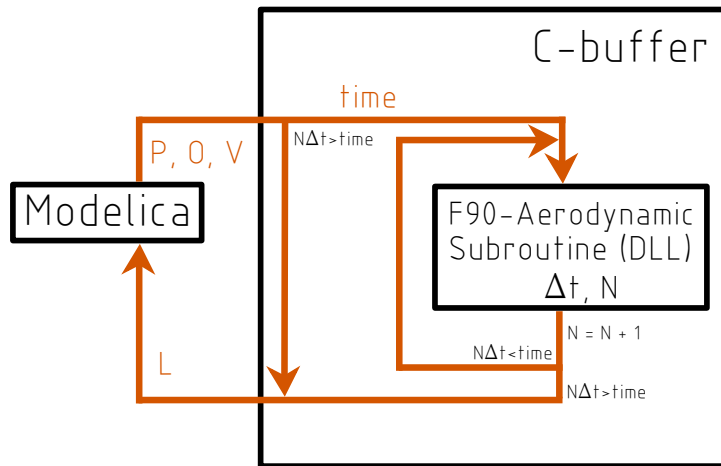 C-buffer
time
NΔt>time
P, O, V
Modelica
F90-Aerodynamic
Subroutine (DLL)
Δt, N
N = N + 1
NΔt<time
L
NΔt>time